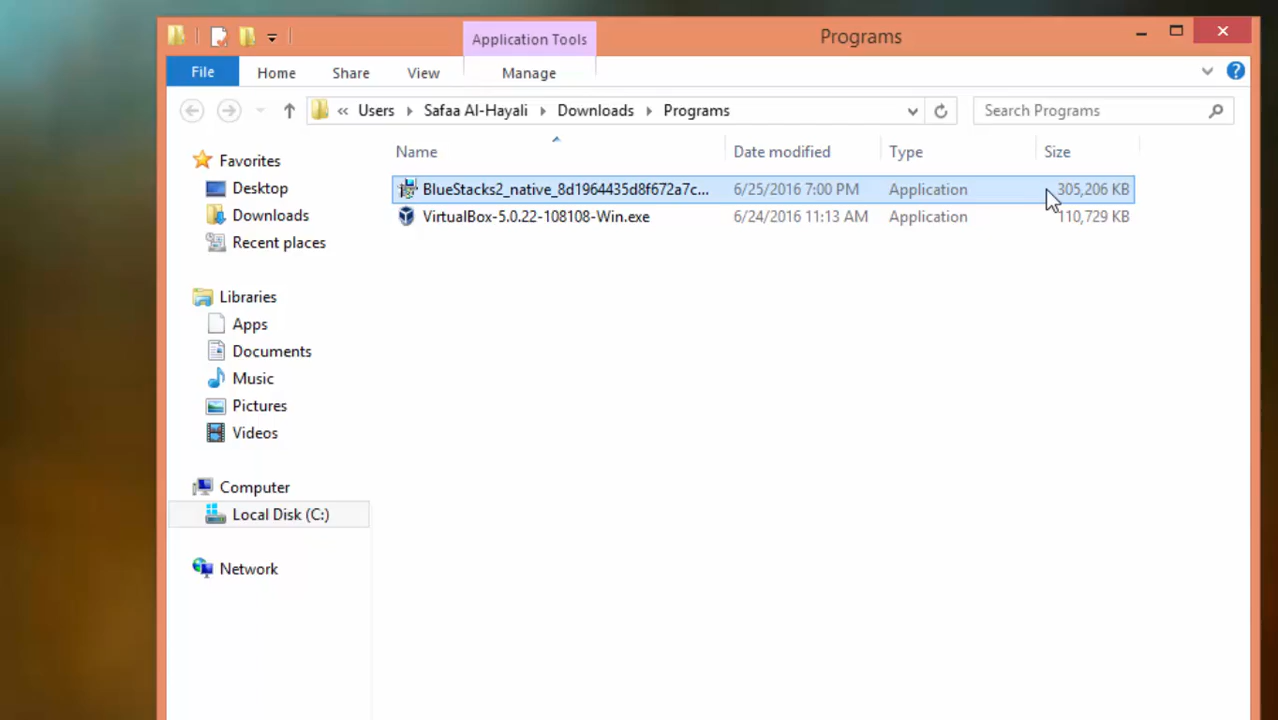 Application Tools
Programs
File Home Share View Manage
« Users Safaa Al-Hayali Downloads Programs
Search Programs
Name Date modified Type Size
BlueStacks2_native_8d1964435d8f672a7c... 6/25/2016 7:00 PM Application 305,206 KB
VirtualBox-5.0.22-108108-Win.exe 6/24/2016 11:13 AM Application 110,729 KB
Favorites
Desktop
Downloads
Recent places
Libraries
Apps
Documents
Music
Pictures
Videos
Computer
Local Disk (C:)
Network